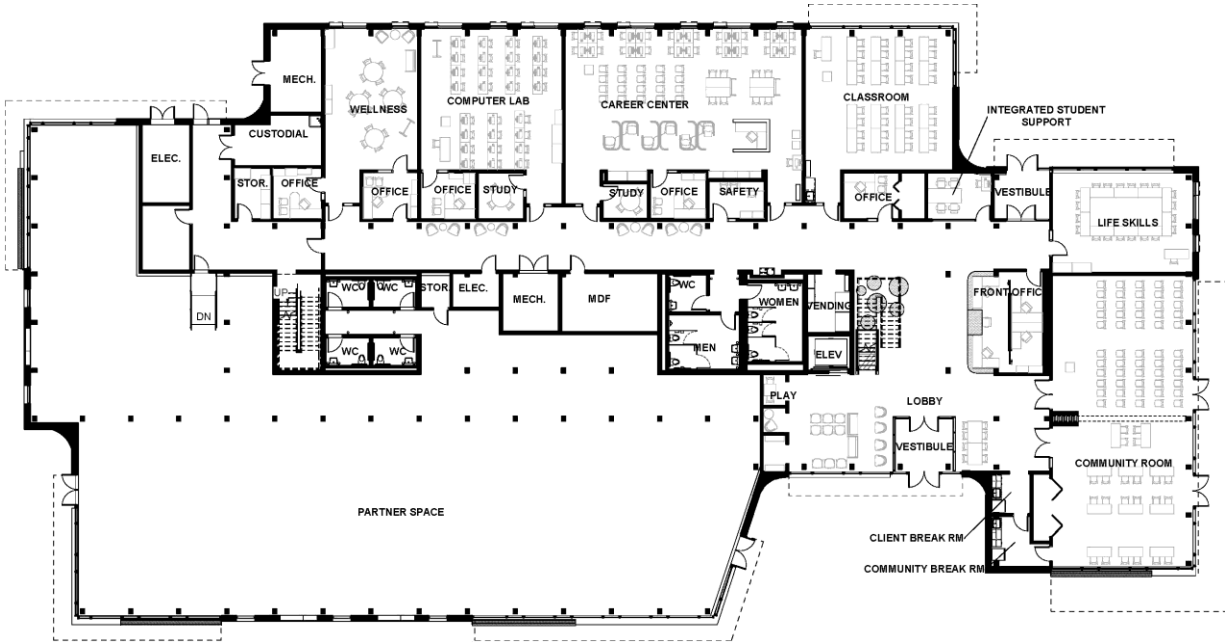 MECH.
WELLNESS
COMPUTER LAB
CAREER CENTER
CLASSROOM
INTEGRATED STUDENT
SUPPORT
CUSTODIAL
ELEC.
STOR.
OFFICE
OFFICE
OFFICE
STUDY
STUDY
OFFICE
SAFETY
OFFICE
VESTIBULE
LIFE SKILLS
UP
DN
WC
WC
STOR.
ELEC.
MECH.
MDF
WC
WOMEN
VENDING
FRONT OFFIC
WC
WC
MEN
ELEV
PLAY
LOBBY
VESTIBULE
COMMUNITY ROOM
PARTNER SPACE
CLIENT BREAK RM
COMMUNITY BREAK RM